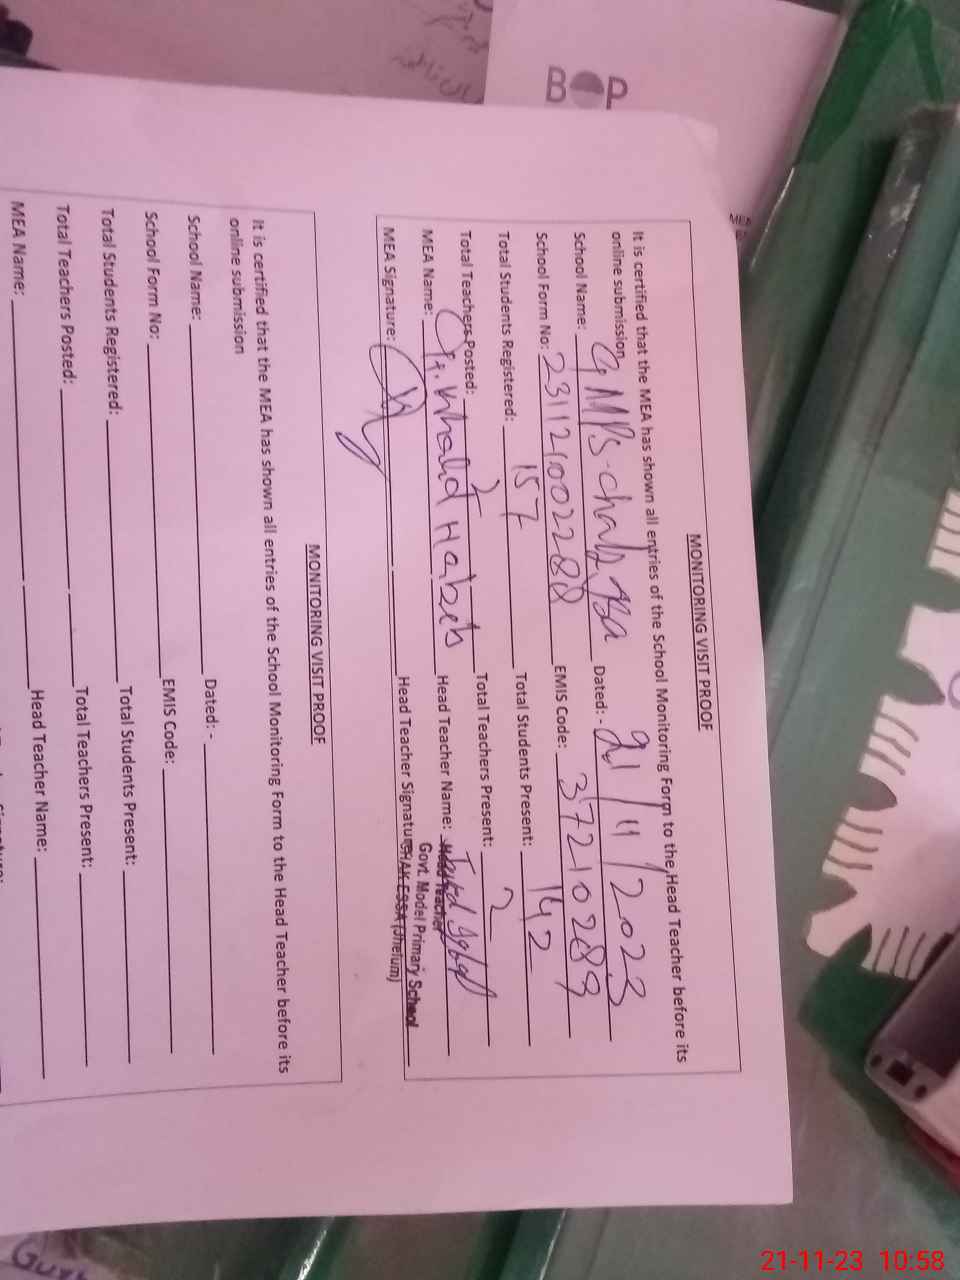 BOP
MONITORING VISIT PROOF
It is certified that the MEA has shown all entries of the School Monitoring Form to the Head Teacher before its
online submission
School Name: GMPS. Dated: - 21/11/2023
School Form No: 231121002288 EMIS Code: 37210289
Total Students Registered: 157 Total Students Present: 142
Total Teachers Posted: 2 Total Teachers Present: 2
MEA Name: Khalid Head Teacher Name:
MEA Signature: Head Teacher Signature
Head Teacher
Govt. Model Primary School
CHAK ESSA (Jhelum)
MONITORING VISIT PROOF
It is certified that the MEA has shown all entries of the School Monitoring Form to the Head Teacher before its
online submission
School Name: Dated: -
School Form No: EMIS Code:
Total Students Registered: Total Students Present:
Total Teachers Posted: Total Teachers Present:
MEA Name: Head Teacher Name:
21-11-23 10:58